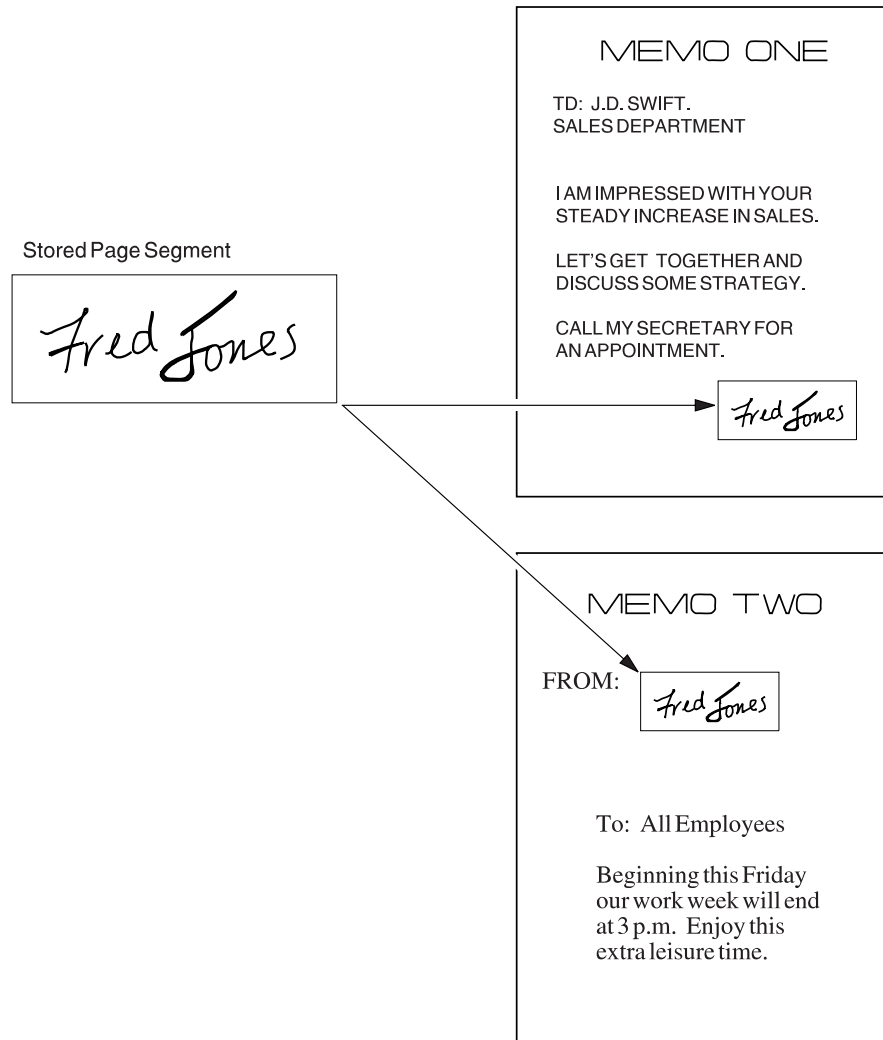 Stored Page Segment
Fred Jones
MEMO ONE
TD: J.D. SWIFT.
SALES DEPARTMENT
I AM IMPRESSED WITH YOUR
STEADY INCREASE IN SALES.
LET'S GET TOGETHER AND
DISCUSS SOME STRATEGY.
CALL MY SECRETARY FOR
AN APPOINTMENT.
Fred Jones
MEMO TWO
FROM: Fred Jones
To: All Employees
Beginning this Friday
our work week will end
at 3 p.m. Enjoy this
extra leisure time.